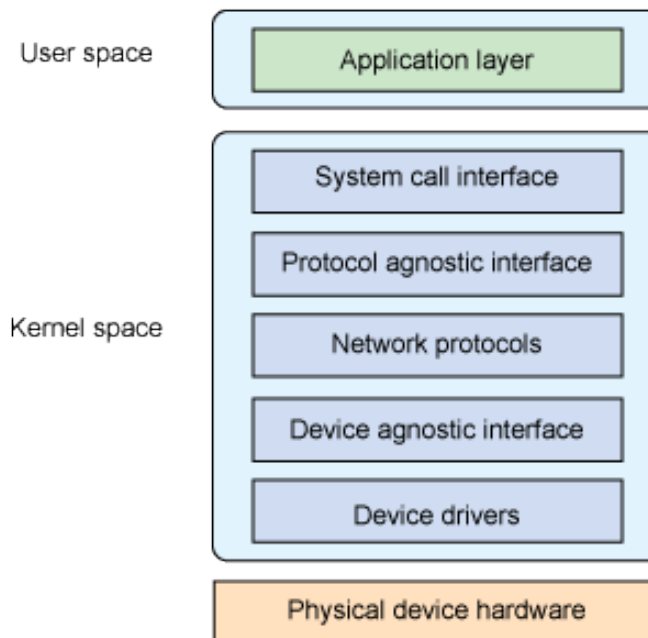 User space
Application layer
System call interface
Protocol agnostic interface
Kernel space
Network protocols
Device agnostic interface
Device drivers
Physical device hardware